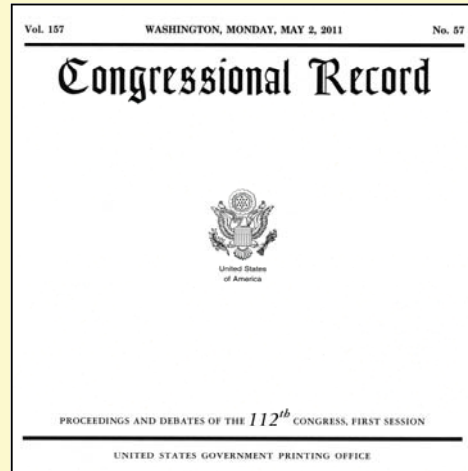 Vol. 157 WASHINGTON, MONDAY, MAY 2, 2011 No. 57
Congressional Record
United States
of America
PROCEEDINGS AND DEBATES OF THE 112th CONGRESS, FIRST SESSION
UNITED STATES GOVERNMENT PRINTING OFFICE